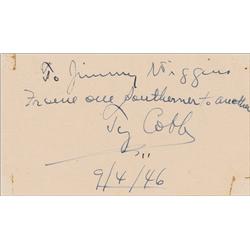 To Jimmy Wiggins
From one Southerner to another
Ty Cobb
9/4/46